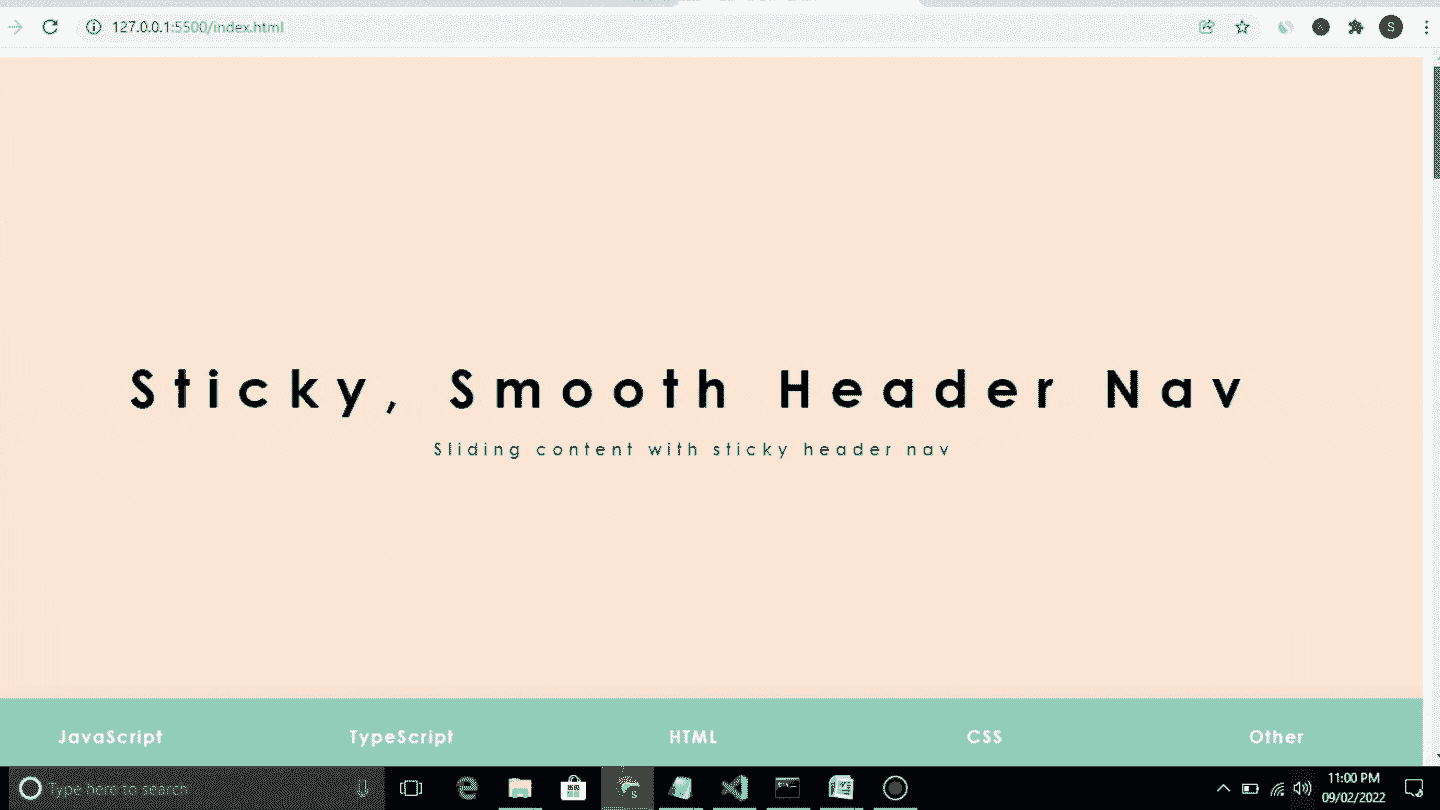 127.0.0.1:5500/index.html
S
Sticky, Smooth Header Nav
Sliding content with sticky header nav
JavaScript
TypeScript
HTML
CSS
Other
Type here to search
11:00 PM
09/02/2022